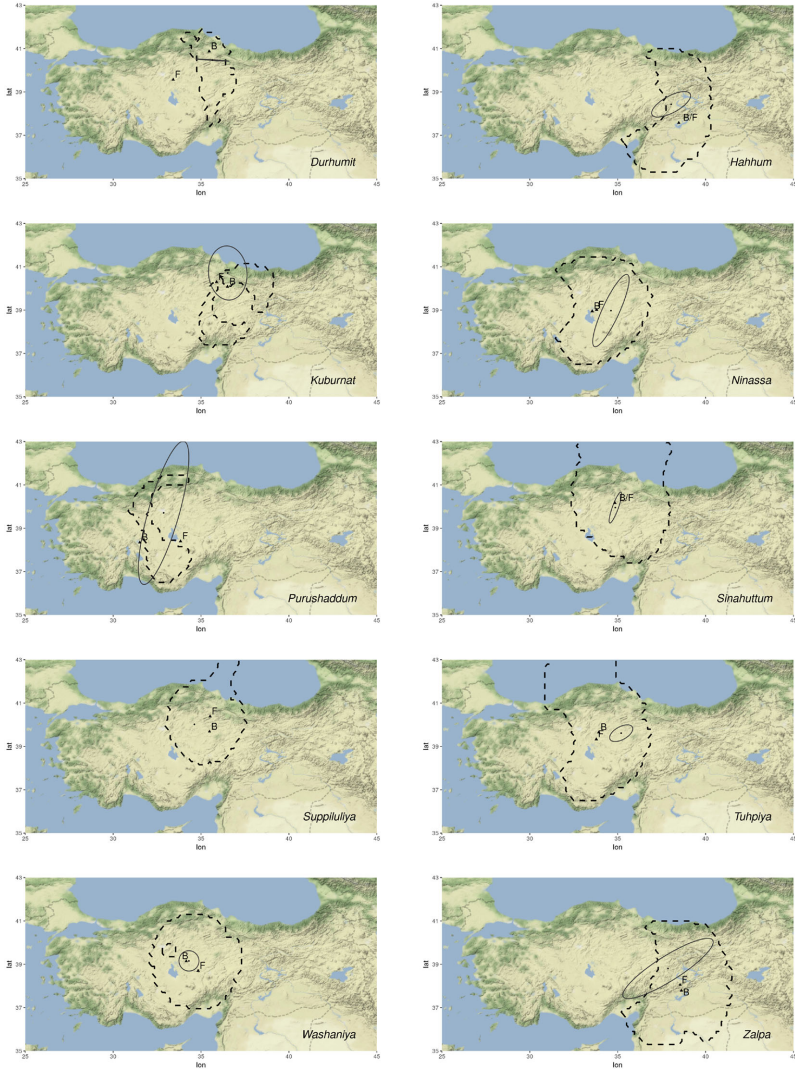 43
41
39
37
35
lat
B
F
Durhumit
25 30 35 40 45
lon
43
41
39
37
35
lat
B/F
Hahhum
25 30 35 40 45
lon
43
41
39
37
35
lat
F
B
Kuburnat
25 30 35 40 45
lon
43
41
39
37
35
lat
F
B
Ninassa
25 30 35 40 45
lon
43
41
39
37
35
lat
B
F
Purushaddum
25 30 35 40 45
lon
43
41
39
37
35
lat
B/F
Sinahuttum
25 30 35 40 45
lon
43
41
39
37
35
lat
F
B
Suppiluliya
25 30 35 40 45
lon
43
41
39
37
35
lat
B
F
Tuhpiya
25 30 35 40 45
lon
43
41
39
37
35
lat
B
F
Washaniya
25 30 35 40 45
lon
43
41
39
37
35
lat
F
B
Zalpa
25 30 35 40 45
lon